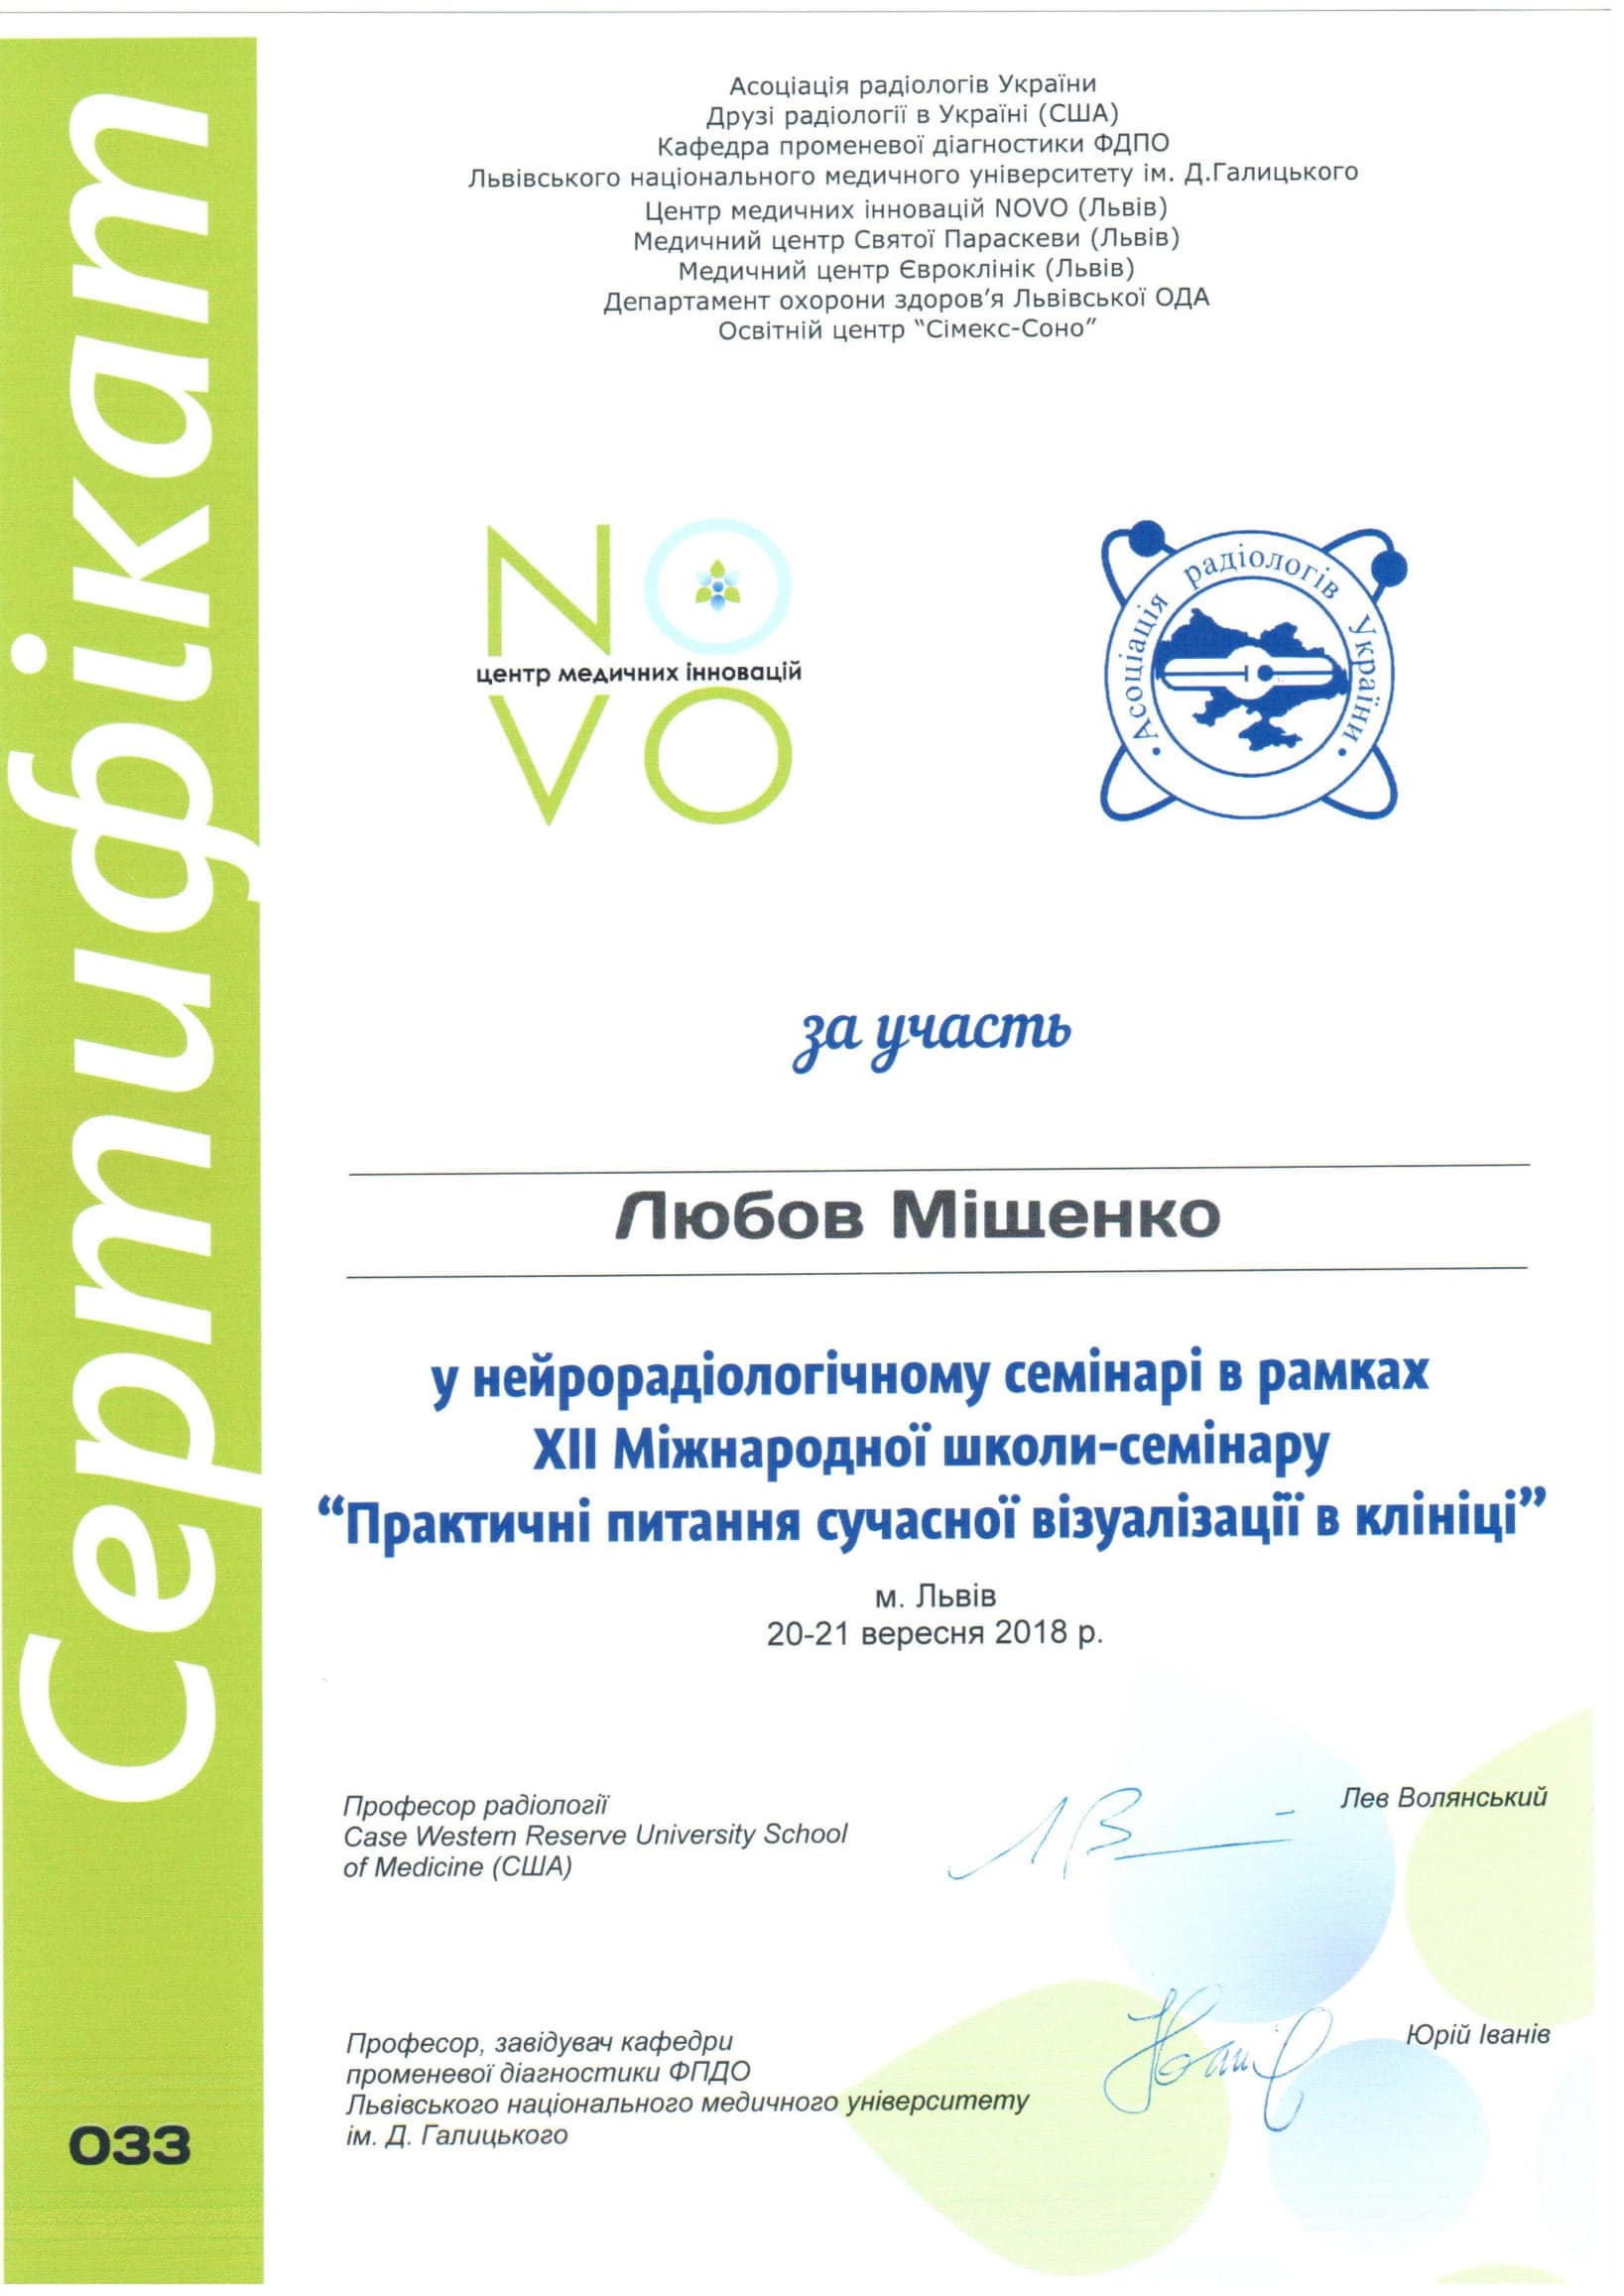 Сертифікат
Асоціація радіологів України
Друзі радіології в Україні (США)
Кафедра променевої діагностики ФДПО
Львівського національного медичного університету ім. Д.Галицького
Центр медичних інновацій NOVO (Львів)
Медичний центр Святої Параскеви (Львів)
Медичний центр Євроклінік (Львів)
Департамент охорони здоров’я Львівської ОДА
Освітній центр “Сімекс-Соно”
NO
центр медичних інновацій
VO
• Асоціація радіологів України •
за участь
Любов Міщенко
у нейрорадіологічному семінарі в рамках
XII Міжнародної школи-семінару
“Практичні питання сучасної візуалізації в клініці”
м. Львів
20-21 вересня 2018 р.
Професор радіології
Case Western Reserve University School
of Medicine (США)
Лев Волянський
Професор, завідувач кафедри
променевої діагностики ФПДО
Львівського національного медичного університету
ім. Д. Галицького
Юрій Іванів
033